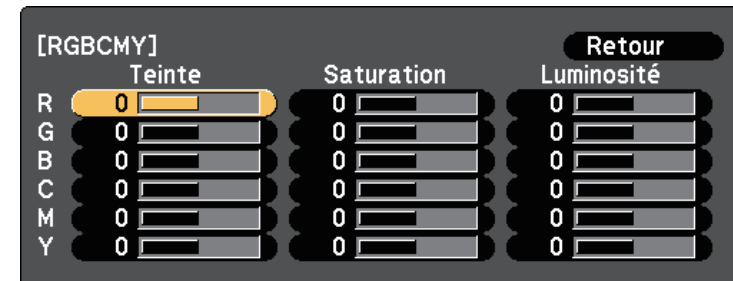 [RGBCMY] Retour
Teinte Saturation Luminosité
R 0 0 0
G 0 0 0
B 0 0 0
C 0 0 0
M 0 0 0
Y 0 0 0